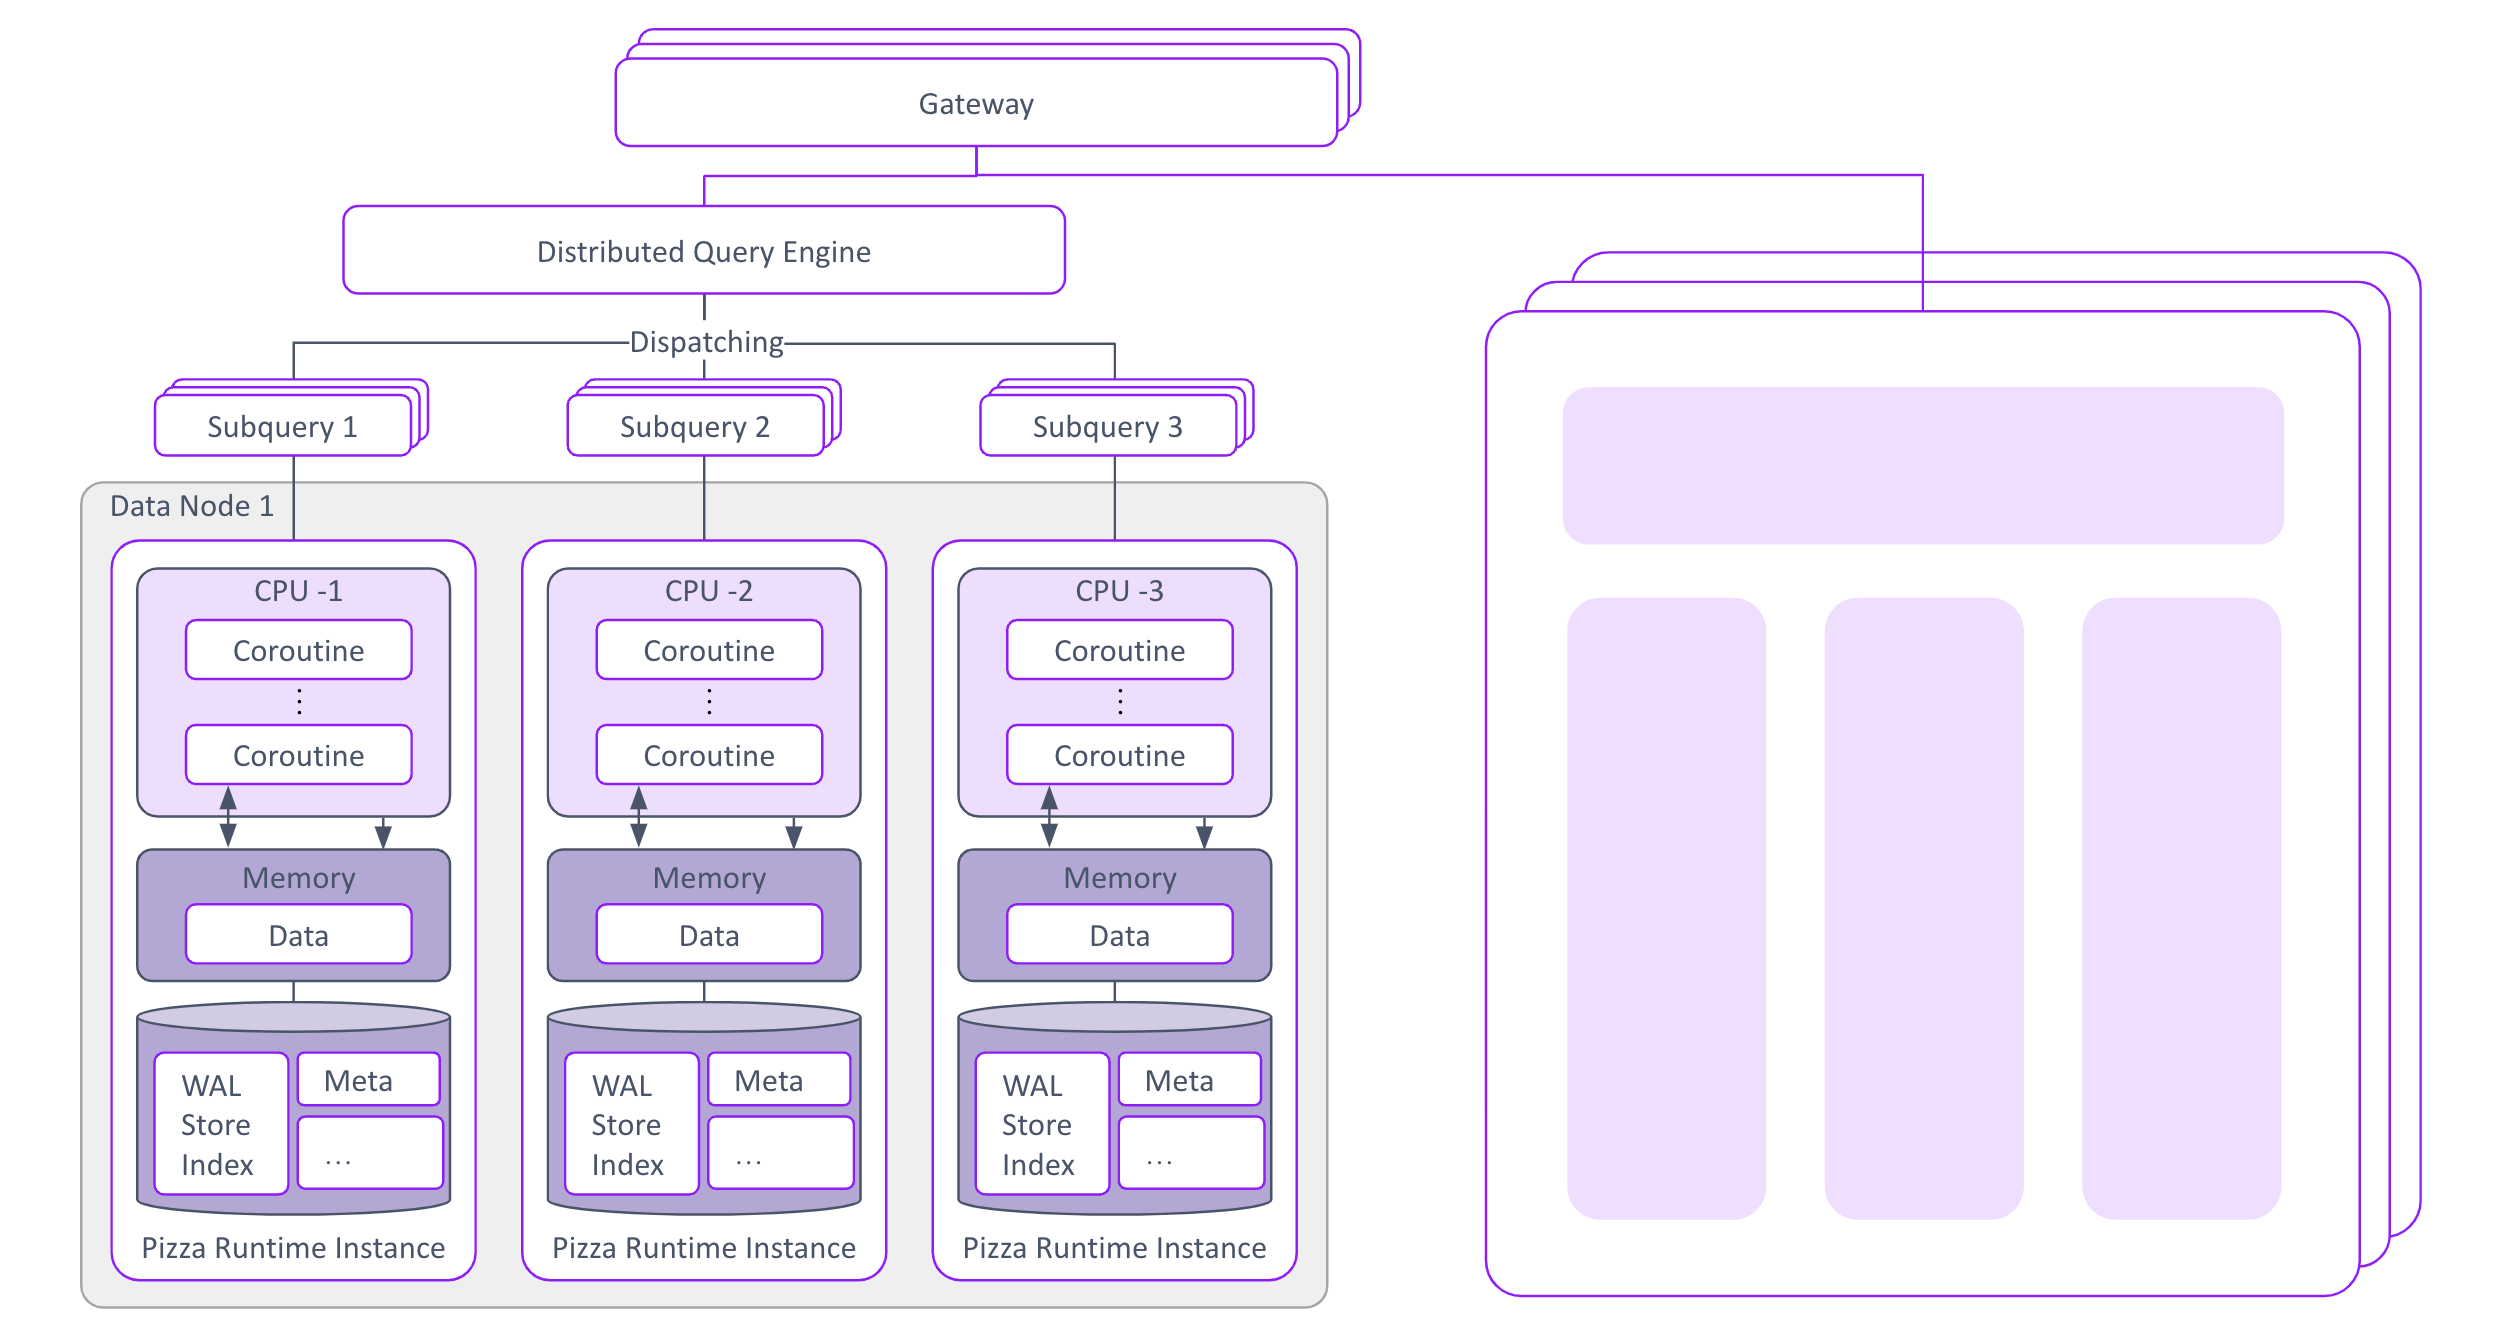 Gateway
Distributed Query Engine
Dispatching
Subquery 1
Subquery 2
Subquery 3
Data Node 1
CPU -1
Coroutine
⋮
Coroutine
Memory
Data
WAL
Store
Index
Meta
...
Pizza Runtime Instance
CPU -2
Coroutine
⋮
Coroutine
Memory
Data
WAL
Store
Index
Meta
...
Pizza Runtime Instance
CPU -3
Coroutine
⋮
Coroutine
Memory
Data
WAL
Store
Index
Meta
...
Pizza Runtime Instance